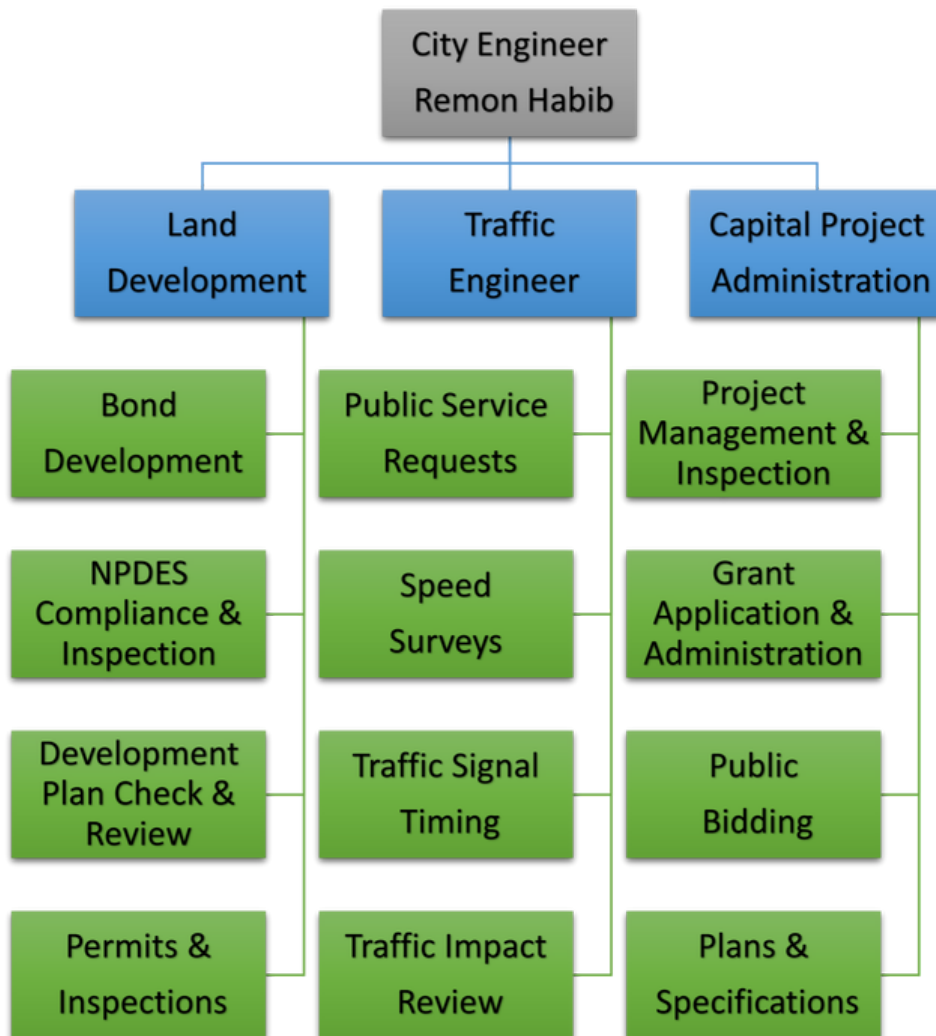 City Engineer
Remon Habib
Land
Development
Traffic
Engineer
Capital Project
Administration
Bond
Development
Public Service
Requests
Project
Management &
Inspection
NPDES
Compliance &
Inspection
Speed
Surveys
Grant
Application &
Administration
Development
Plan Check &
Review
Traffic Signal
Timing
Public
Bidding
Permits &
Inspections
Traffic Impact
Review
Plans &
Specifications